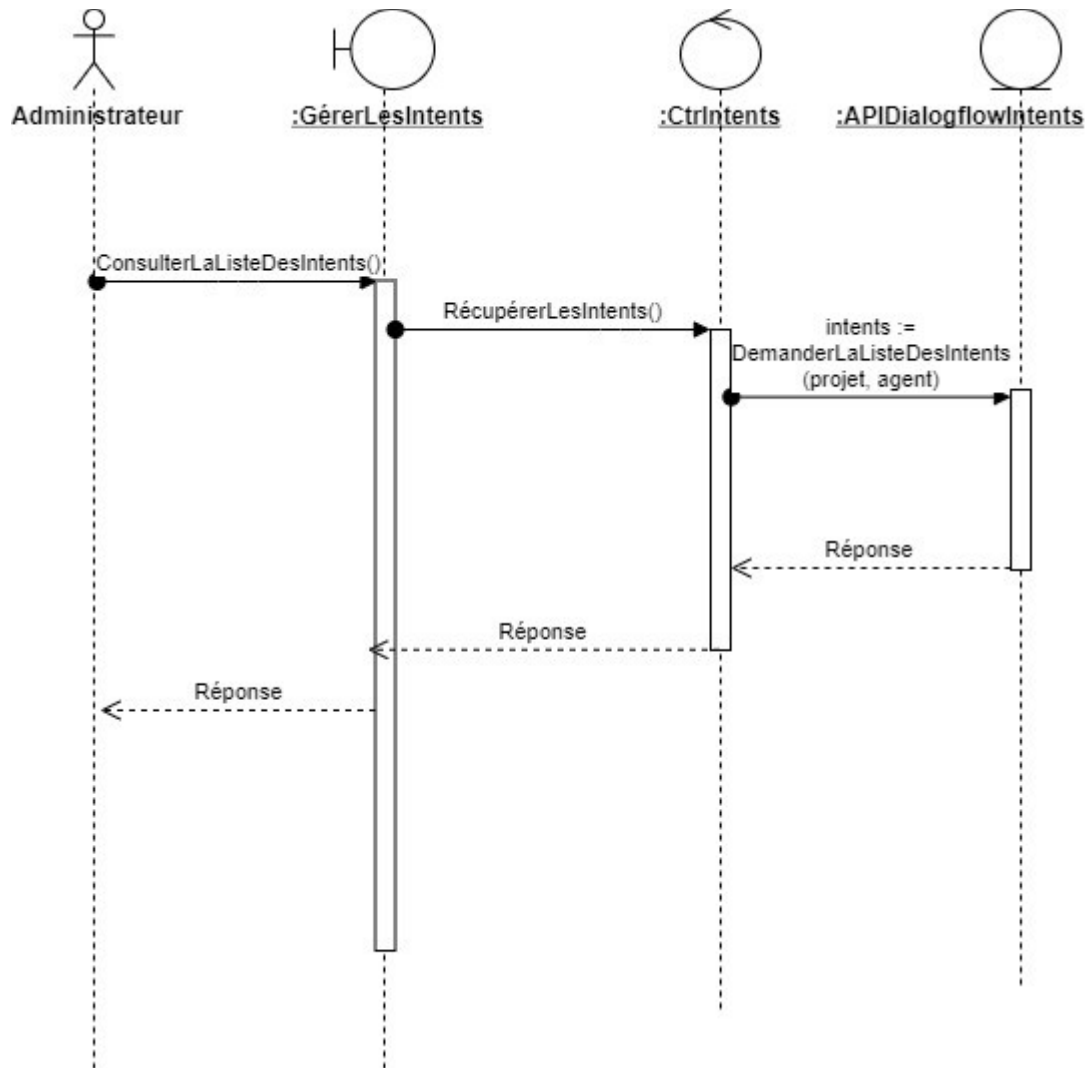 Administrateur
:GérerLesIntents
:CtrIntents
:APIDialogflowIntents
ConsulterLaListeDesIntents()
RécupérerLesIntents()
intents :=
DemanderLaListeDesIntents
(projet, agent)
Réponse
Réponse
Réponse